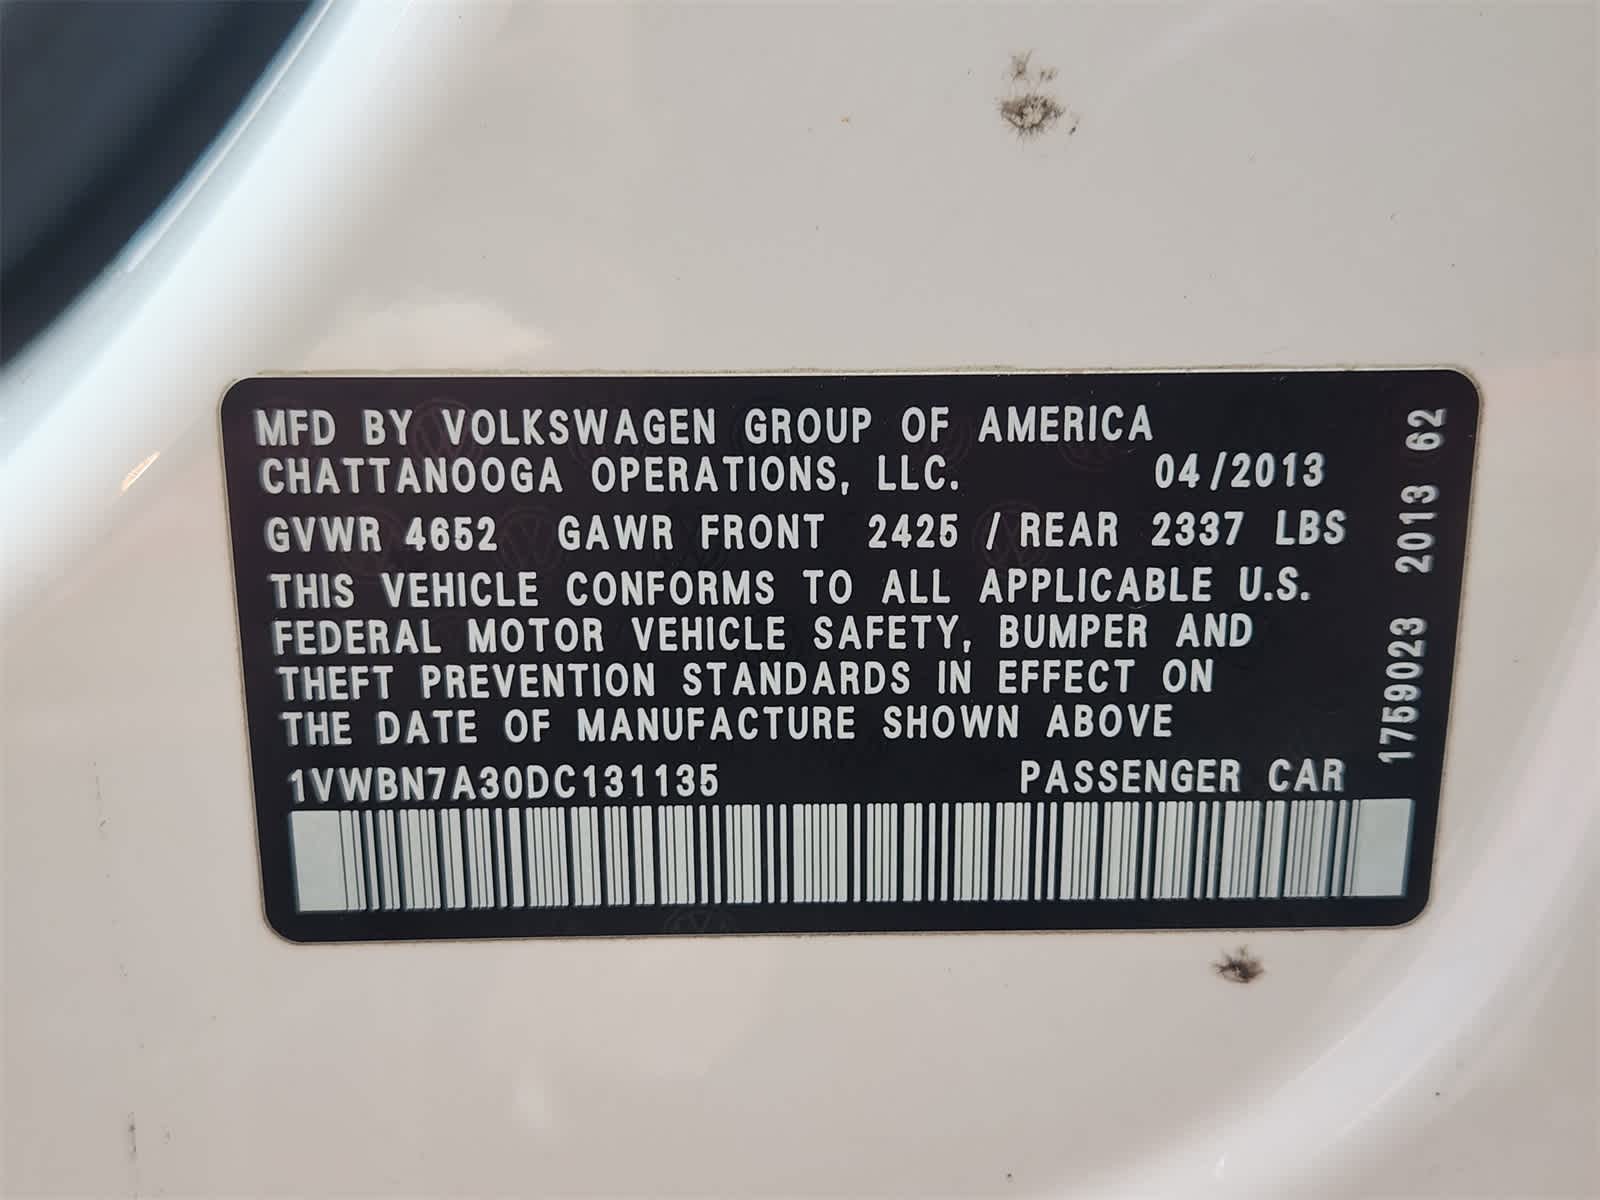 MFD BY VOLKSWAGEN GROUP OF AMERICA
CHATTANOOGA OPERATIONS, LLC. 04/2013
GVWR 4652 GAWR FRONT 2425 / REAR 2337 LBS
THIS VEHICLE CONFORMS TO ALL APPLICABLE U.S.
FEDERAL MOTOR VEHICLE SAFETY, BUMPER AND
THEFT PREVENTION STANDARDS IN EFFECT ON
THE DATE OF MANUFACTURE SHOWN ABOVE
1VWBN7A30DC131135 PASSENGER CAR
1759023 2013 62